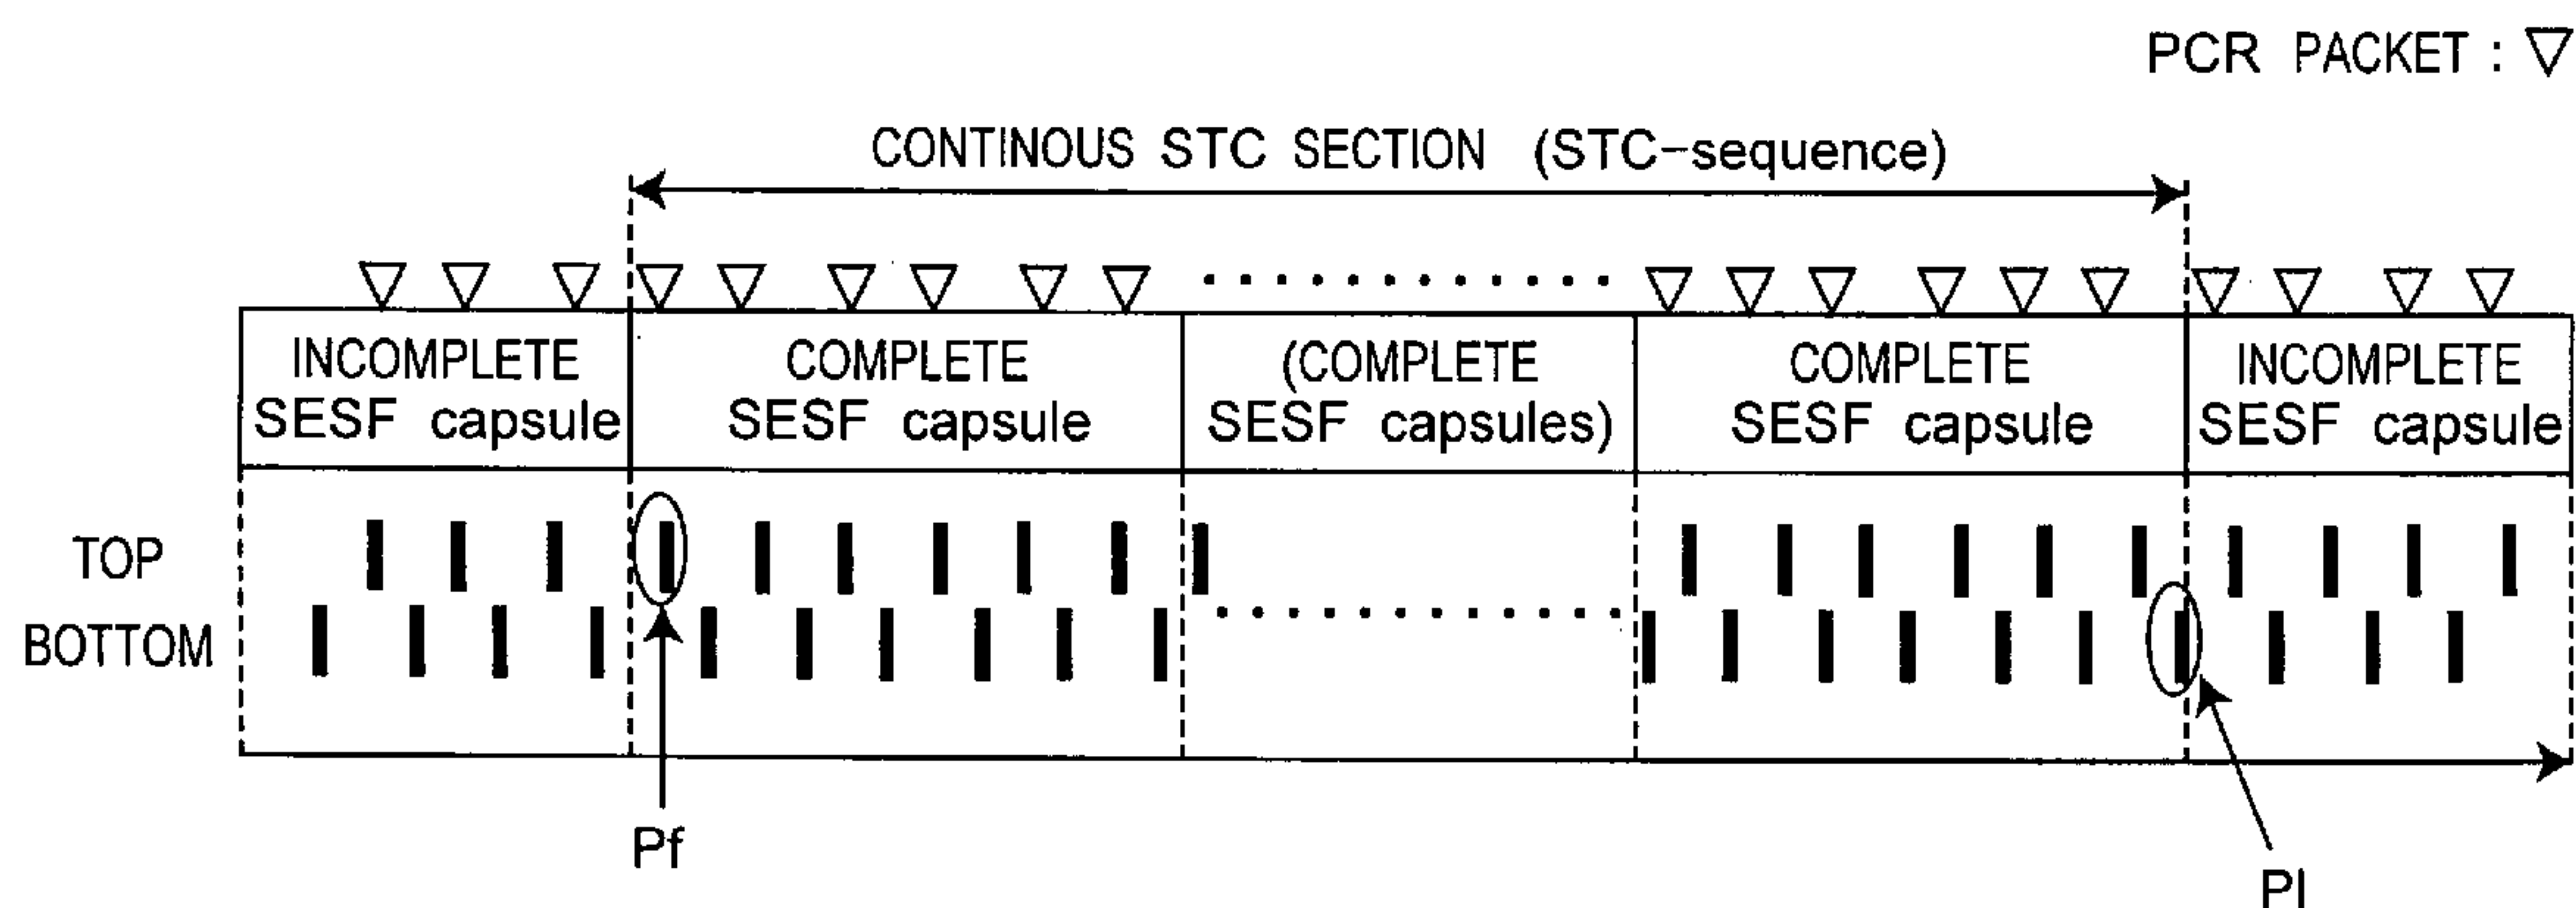 PCR PACKET : ▽
CONTINOUS STC SECTION (STC-sequence)
INCOMPLETE
SESF capsule
COMPLETE
SESF capsule
(COMPLETE
SESF capsules)
COMPLETE
SESF capsule
INCOMPLETE
SESF capsule
TOP
BOTTOM
Pf
Pl